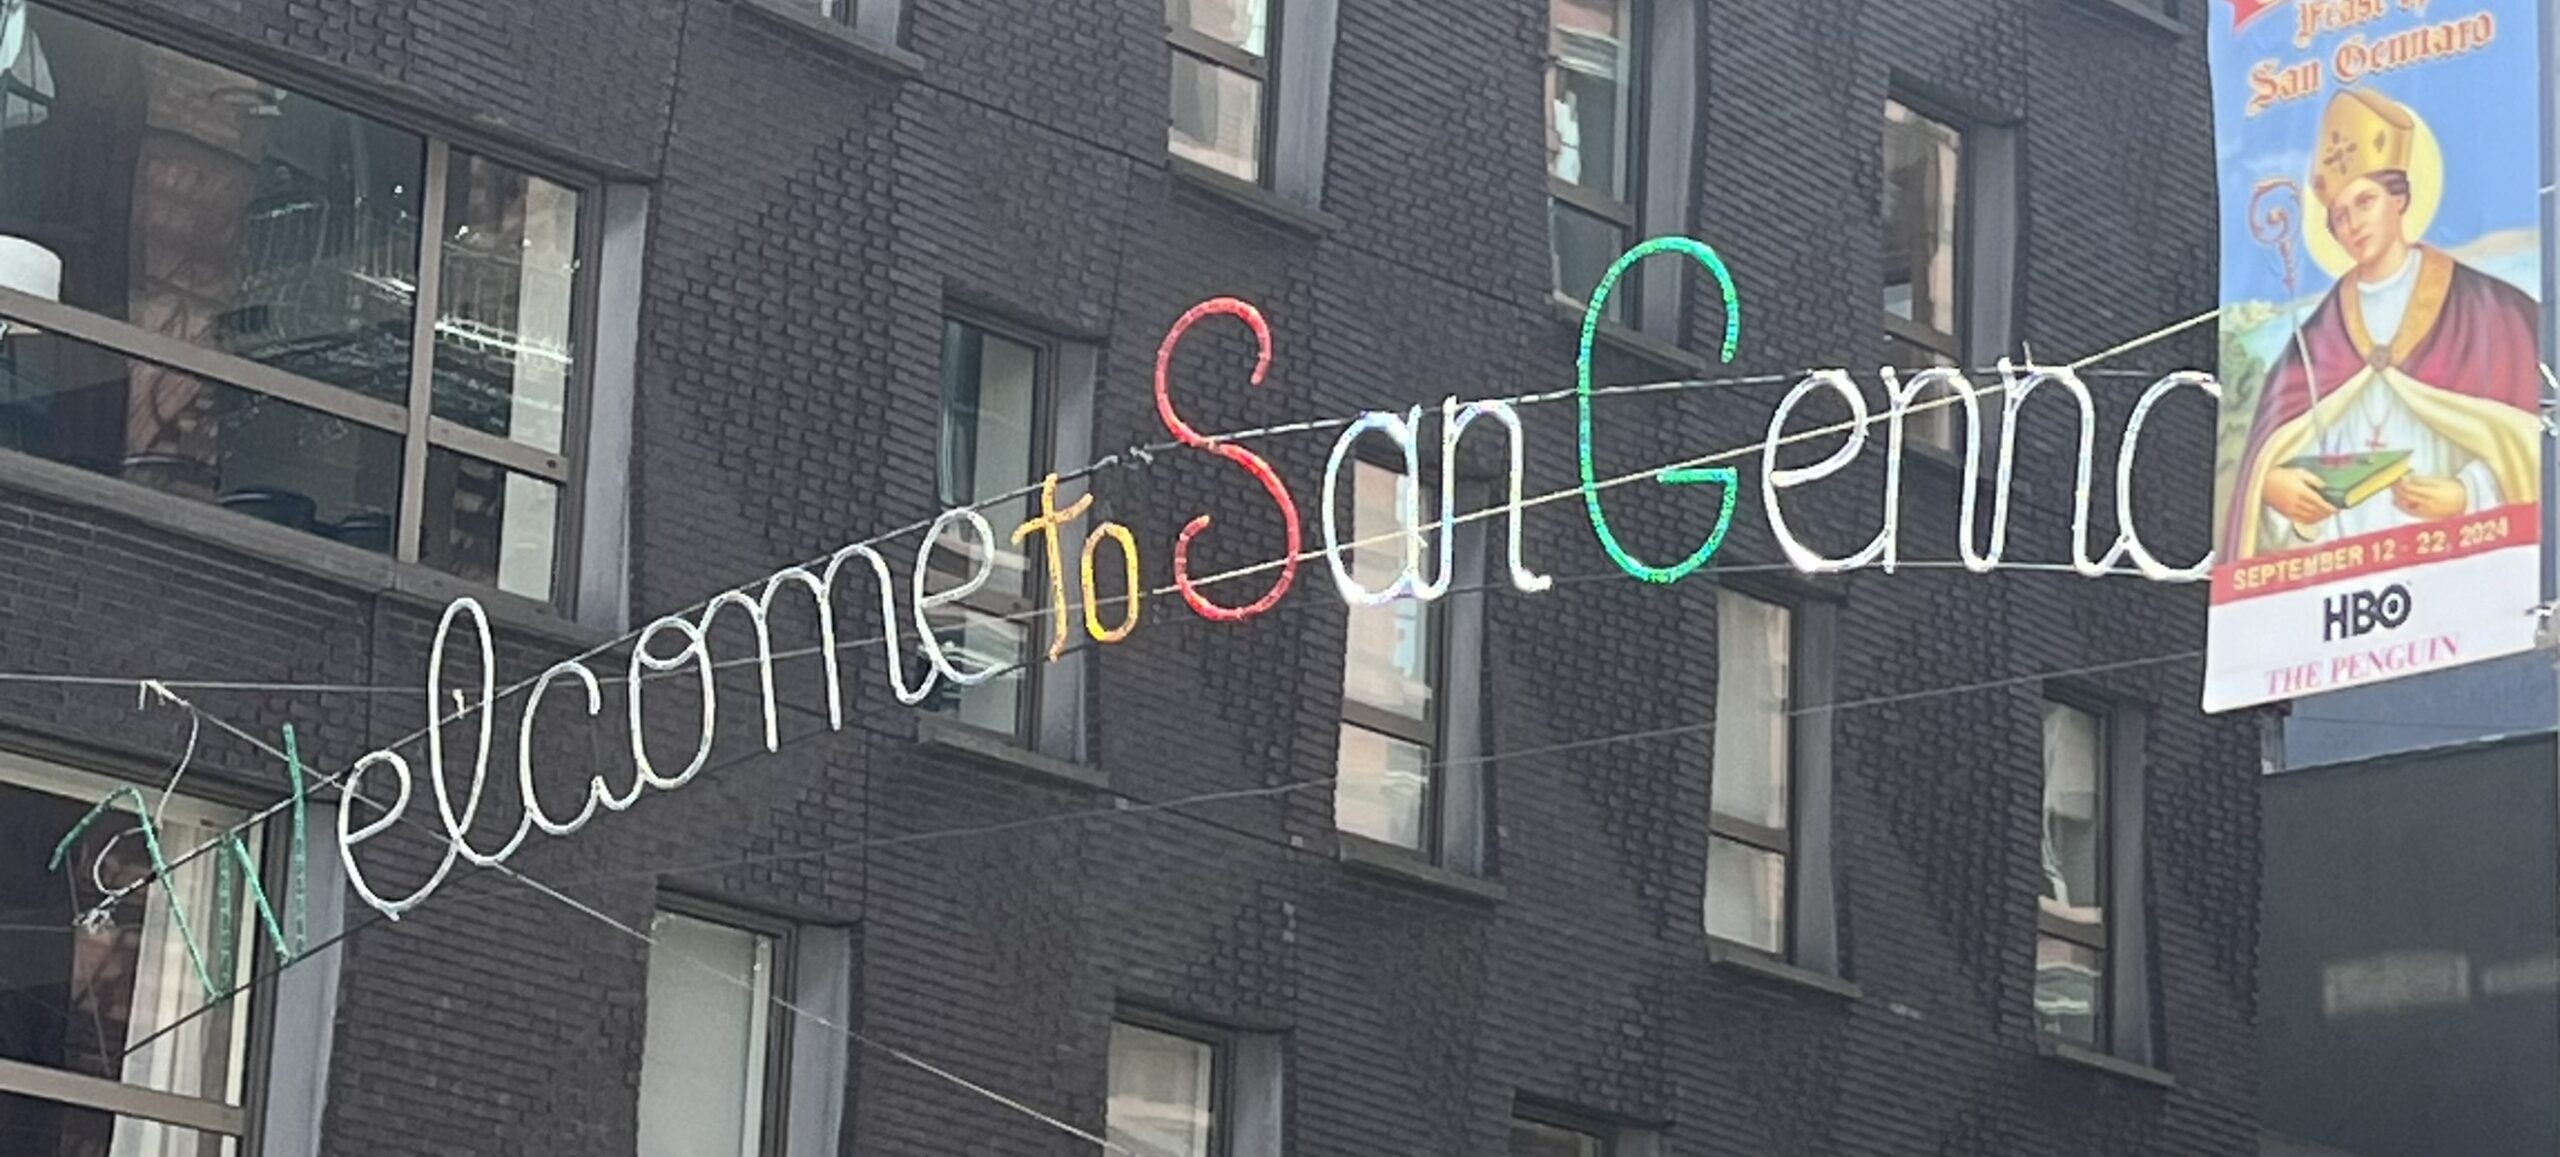 Welcome to San Genna
Feast of
San Gennaro
SEPTEMBER 12 - 22, 2024
HBO
THE PENGUIN